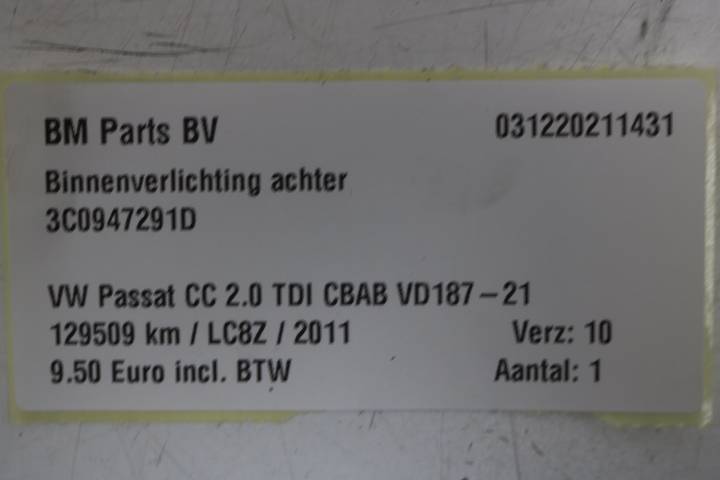 BM Parts BV 031220211431
Binnenverlichting achter
3C0947291D
VW Passat CC 2.0 TDI CBAB VD187-21
129509 km / LC8Z / 2011 Verz: 10
9.50 Euro incl. BTW Aantal: 1